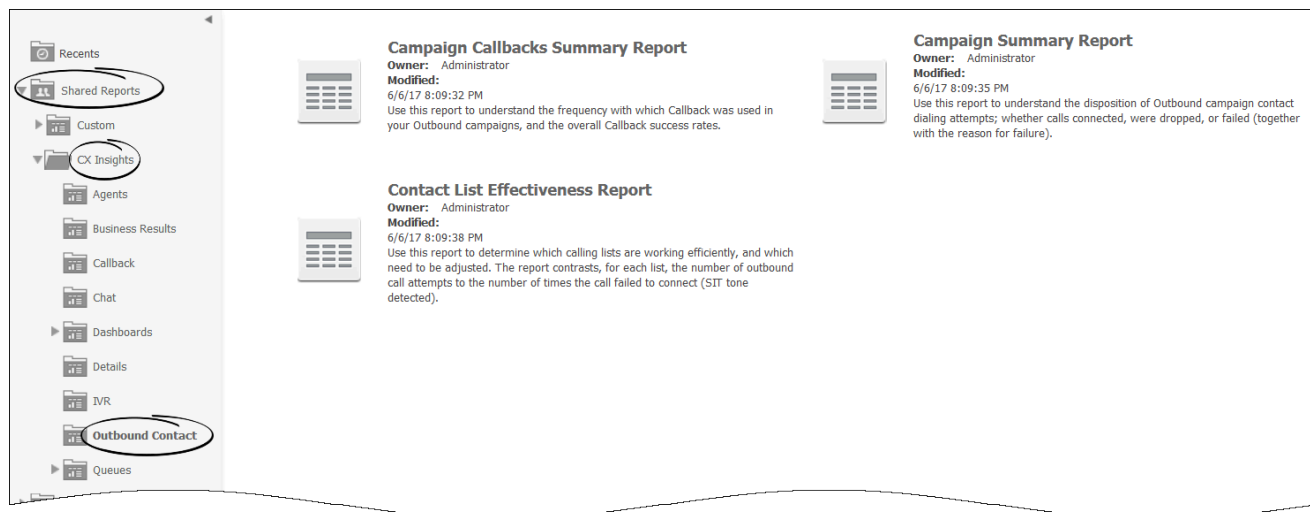 Recents
Shared Reports
Custom
CX Insights
Agents
Business Results
Callback
Chat
Dashboards
Details
IVR
Outbound Contact
Queues
Campaign Callbacks Summary Report
Owner: Administrator
Modified:
6/6/17 8:09:32 PM
Use this report to understand the frequency with which Callback was used in
your Outbound campaigns, and the overall Callback success rates.
Campaign Summary Report
Owner: Administrator
Modified:
6/6/17 8:09:35 PM
Use this report to understand the disposition of Outbound campaign contact
dialing attempts; whether calls connected, were dropped, or failed (together
with the reason for failure).
Contact List Effectiveness Report
Owner: Administrator
Modified:
6/6/17 8:09:38 PM
Use this report to determine which calling lists are working efficiently, and which
need to be adjusted. The report contrasts, for each list, the number of outbound
call attempts to the number of times the call failed to connect (SIT tone
detected).